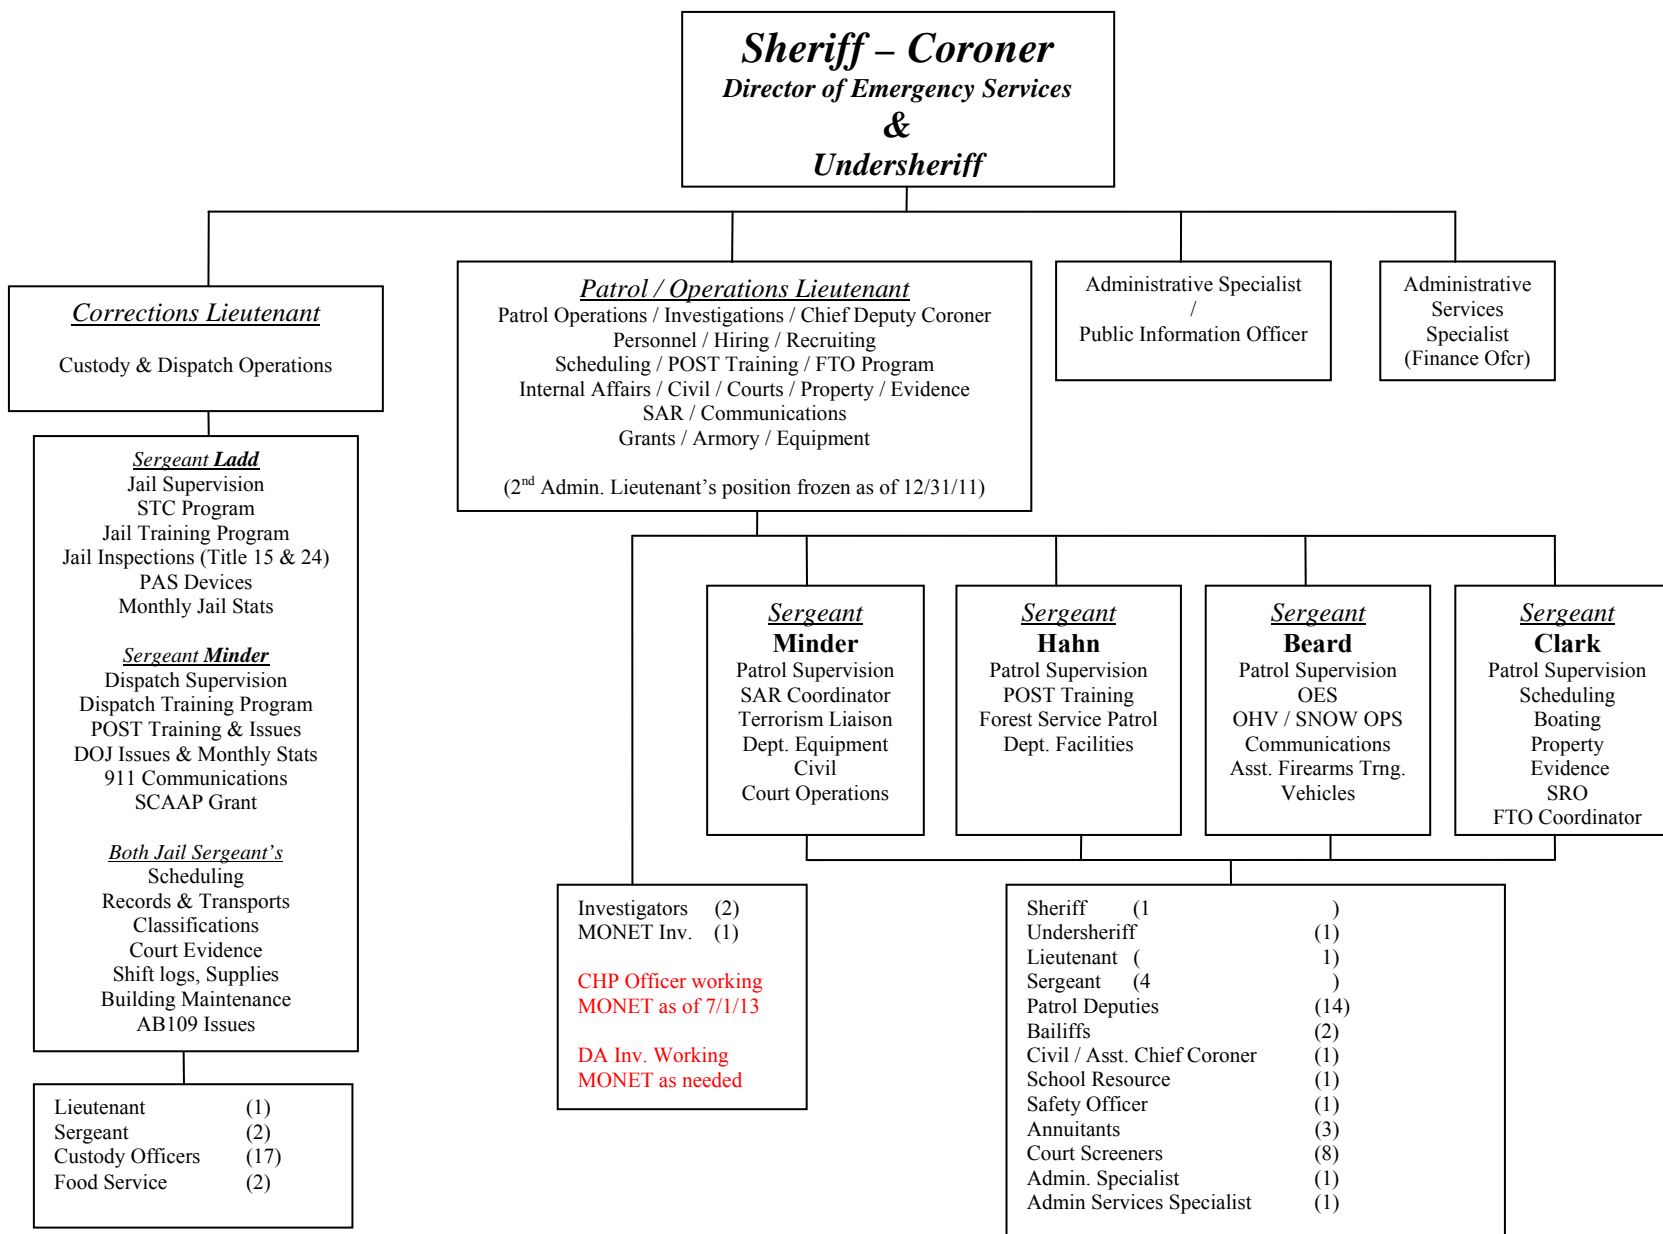 Sheriff – Coroner
Director of Emergency Services
&
Undersheriff
Corrections Lieutenant
Custody & Dispatch Operations
Patrol / Operations Lieutenant
Patrol Operations / Investigations / Chief Deputy Coroner
Personnel / Hiring / Recruiting
Scheduling / POST Training / FTO Program
Internal Affairs / Civil / Courts / Property / Evidence
SAR / Communications
Grants / Armory / Equipment
(2nd Admin. Lieutenant's position frozen as of 12/31/11)
Administrative Specialist
/
Public Information Officer
Administrative
Services
Specialist
(Finance Ofcr)
Sergeant Ladd
Jail Supervision
STC Program
Jail Training Program
Jail Inspections (Title 15 & 24)
PAS Devices
Monthly Jail Stats
Sergeant Minder
Dispatch Supervision
Dispatch Training Program
POST Training & Issues
DOJ Issues & Monthly Stats
911 Communications
SCAAP Grant
Both Jail Sergeant's
Scheduling
Records & Transports
Classifications
Court Evidence
Shift logs, Supplies
Building Maintenance
AB109 Issues
Lieutenant (1)
Sergeant (2)
Custody Officers (17)
Food Service (2)
Sergeant
Minder
Patrol Supervision
SAR Coordinator
Terrorism Liaison
Dept. Equipment
Civil
Court Operations
Sergeant
Hahn
Patrol Supervision
POST Training
Forest Service Patrol
Dept. Facilities
Sergeant
Beard
Patrol Supervision
OES
OHV / SNOW OPS
Communications
Asst. Firearms Trng.
Vehicles
Sergeant
Clark
Patrol Supervision
Scheduling
Boating
Property
Evidence
SRO
FTO Coordinator
Investigators (2)
MONET Inv. (1)
CHP Officer working
MONET as of 7/1/13
DA Inv. Working
MONET as needed
Sheriff (1 )
Undersheriff (1)
Lieutenant ( 1)
Sergeant (4 )
Patrol Deputies (14)
Bailiffs (2)
Civil / Asst. Chief Coroner (1)
School Resource (1)
Safety Officer (1)
Annuitants (3)
Court Screeners (8)
Admin. Specialist (1)
Admin Services Specialist (1)